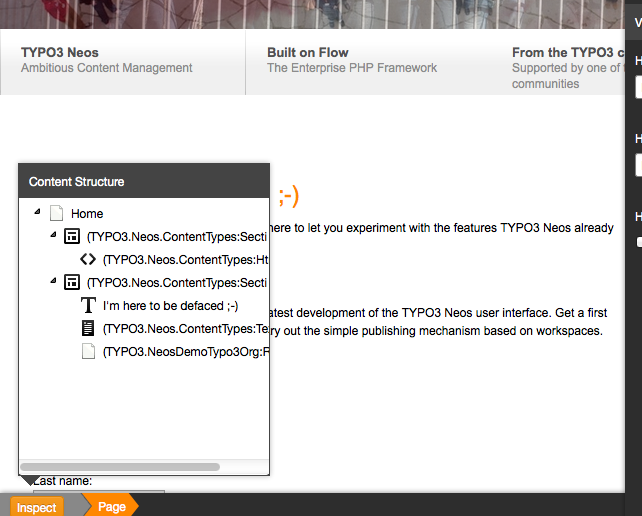 TYPO3 Neos
Ambitious Content Management
Built on Flow
The Enterprise PHP Framework
From the TYPO3 c
Supported by one of
communities
Content Structure
Home
(TYPO3.Neos.ContentTypes:Secti
(TYPO3.Neos.ContentTypes:Ht
(TYPO3.Neos.ContentTypes:Secti
I'm here to be defaced ;-)
(TYPO3.Neos.ContentTypes:Te
(TYPO3.NeosDemoTypo3Org:R
;-)
here to let you experiment with the features TYPO3 Neos already
atest development of the TYPO3 Neos user interface. Get a first
ry out the simple publishing mechanism based on workspaces.
Last name:
Inspect
Page
V
H
H
H